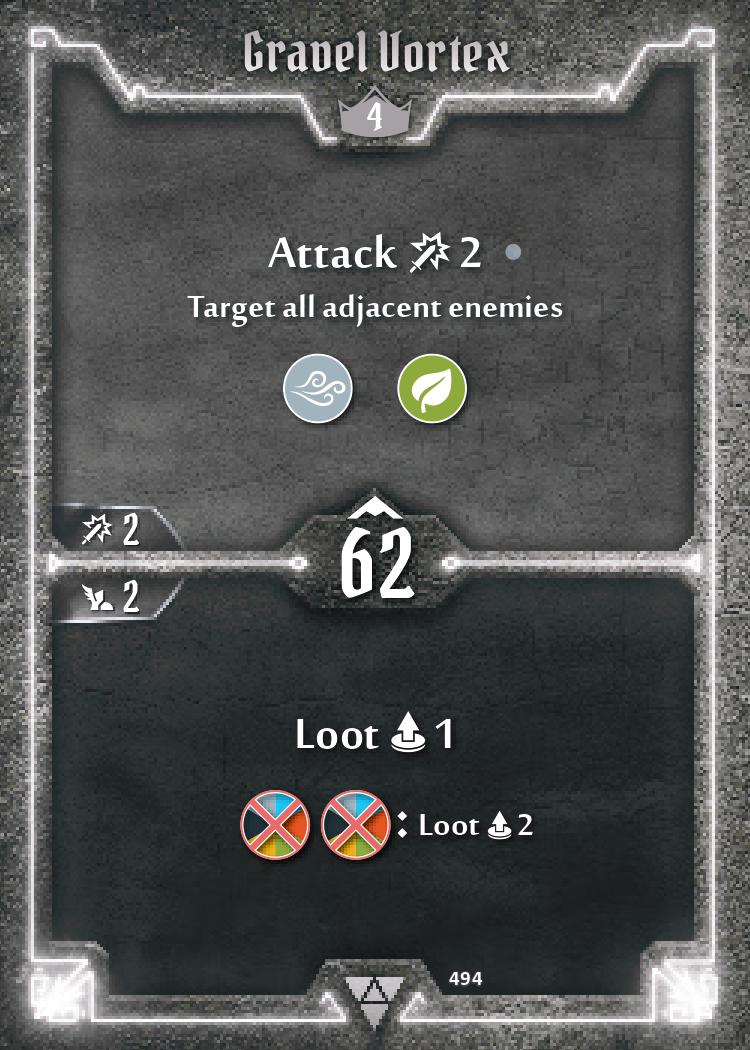 Gravel Vortex
4
Attack 2
Target all adjacent enemies
2
62
2
Loot 1
: Loot 2
494